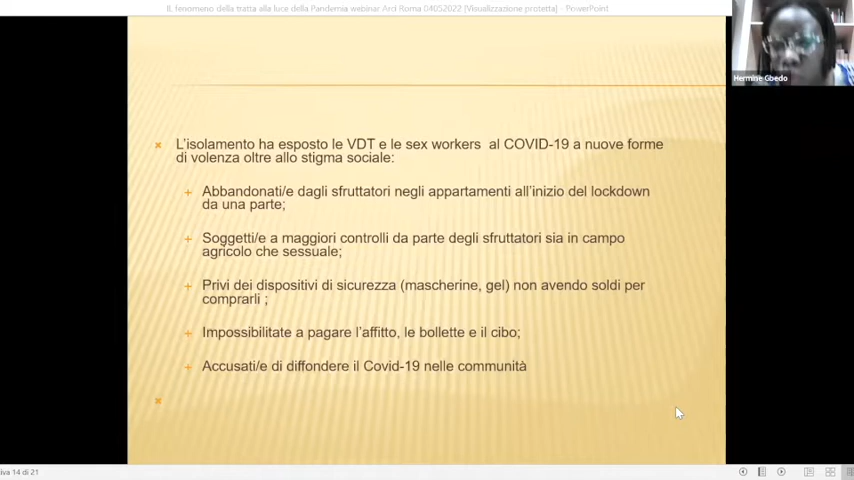 IL fenomeno della tratta alla luce della Pandemia webinar Arci Roma 04052022 [Visualizzazione protetta] - PowerPoint
Hermine Gbedo
L'isolamento ha esposto le VDT e le sex workers al COVID-19 a nuove forme
di volenza oltre allo stigma sociale:
Abbandonati/e dagli sfruttatori negli appartamenti all'inizio del lockdown
da una parte;
Soggetti/e a maggiori controlli da parte degli sfruttatori sia in campo
agricolo che sessuale;
Privi dei dispositivi di sicurezza (mascherine, gel) non avendo soldi per
comprarli ;
Impossibilitate a pagare l'affitto, le bollette e il cibo;
Accusati/e di diffondere il Covid-19 nelle communità
iva 14 di 21